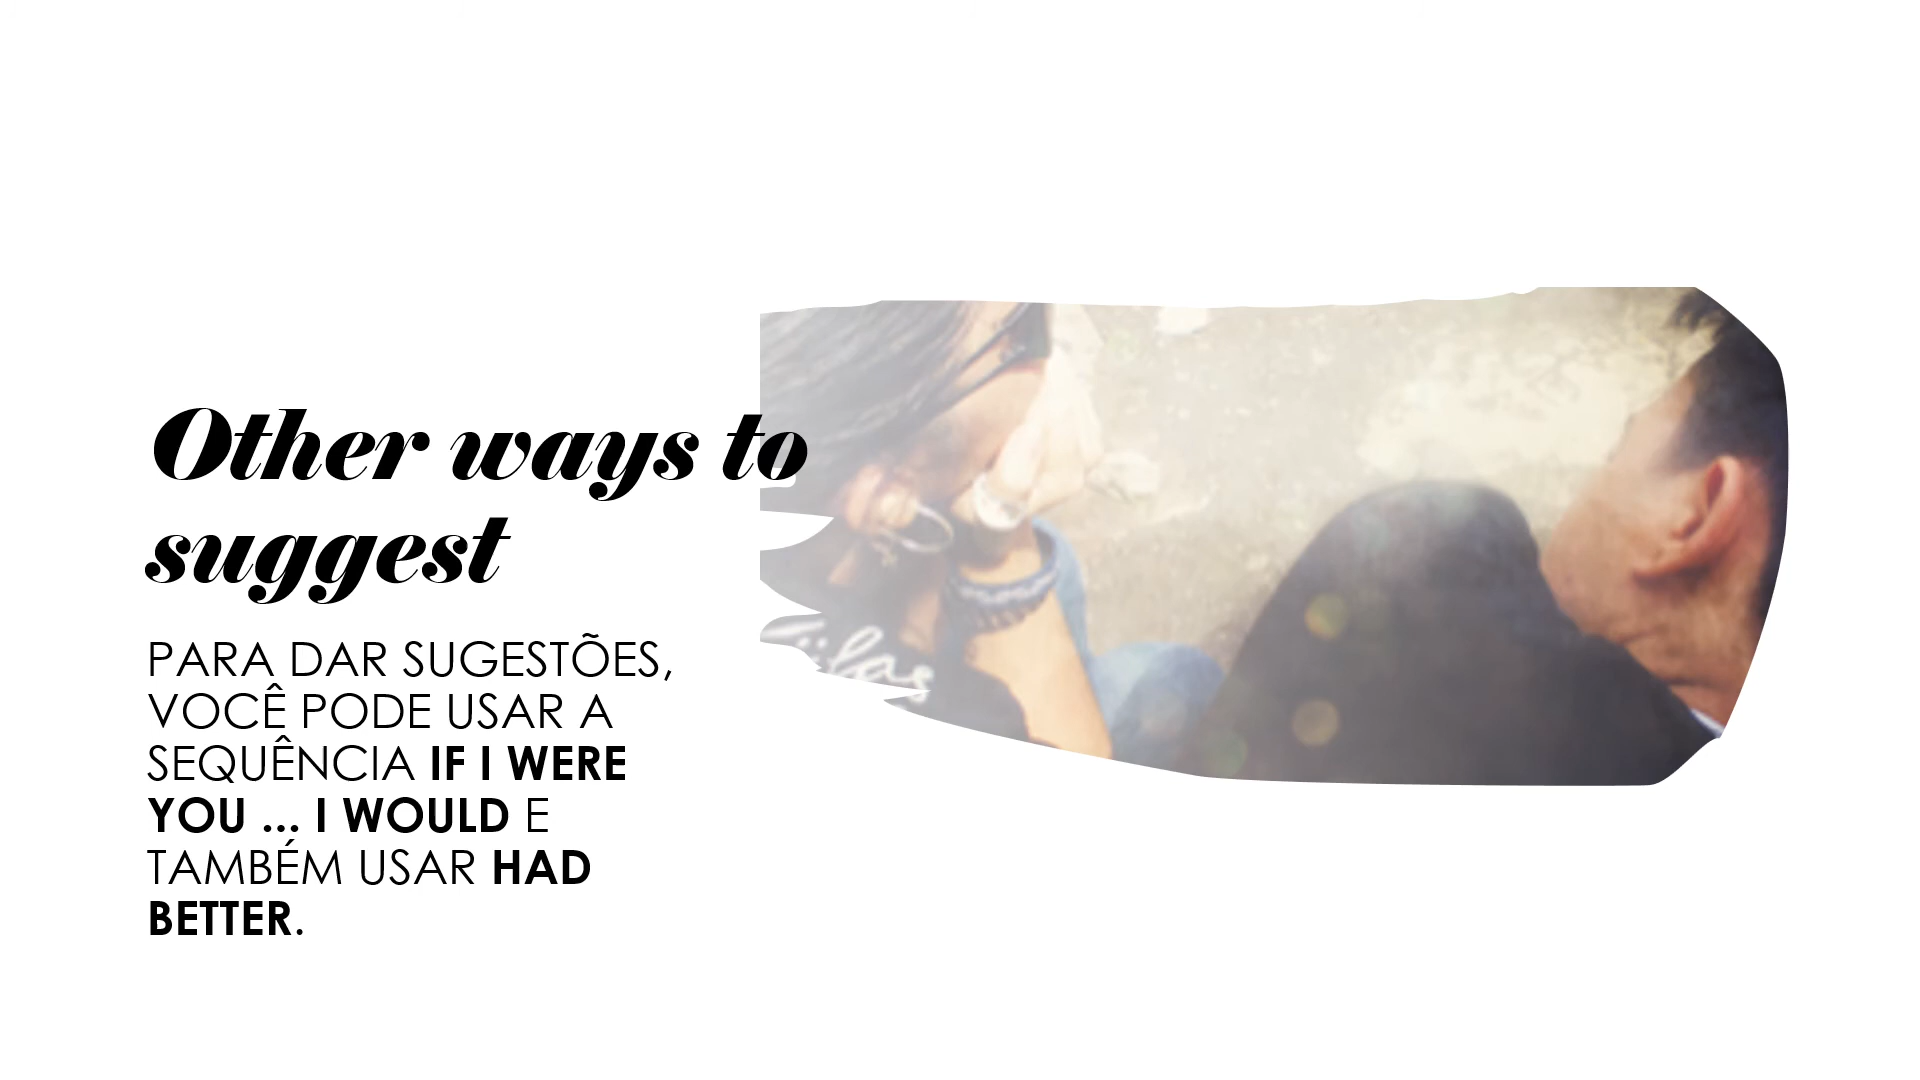 Other ways to
suggest
PARA DAR SUGESTÕES,
VOCÊ PODE USAR A
SEQUÊNCIA IF I WERE
YOU ... I WOULD E
TAMBÉM USAR HAD
BETTER.